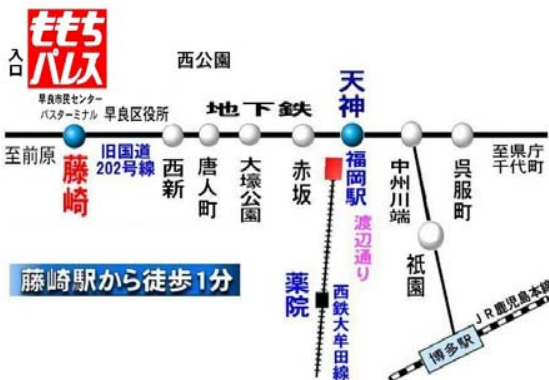 ももち
パレス
入口
早良市民センター
バスターミナル
早良区役所
西公園
地下鉄
天神
至前原
藤崎
旧国道
202号線
西新
唐人町
大濠公園
赤坂
福岡駅
渡辺通り
中州川端
呉服町
至県庁
千代町
祇園
藤崎駅から徒歩1分
薬院
西鉄大牟田線
博多駅
JR鹿児島本線